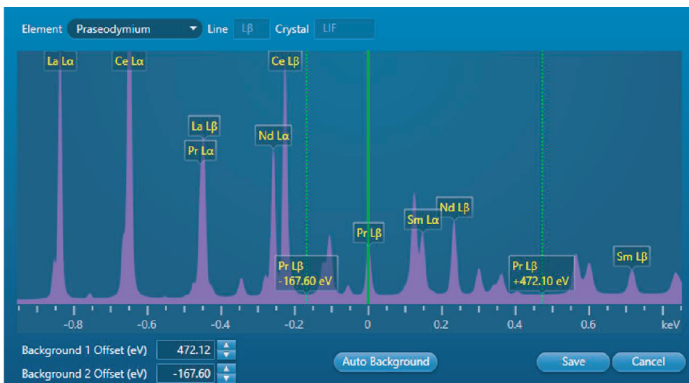 Element Praseodymium Line Lβ Crystal LIF
La Lα Ce Lα Ce Lβ
La Lβ
Pr Lα
Nd Lα
Nd Lβ
Sm Lα
Pr Lβ
Sm Lβ
Pr Lβ
-167.60 eV
Pr Lβ
+472.10 eV
-0.8 -0.6 -0.4 -0.2 0 0.2 0.4 0.6 keV
Background 1 Offset (eV) 472.12
Background 2 Offset (eV) -167.60
Auto Background Save Cancel